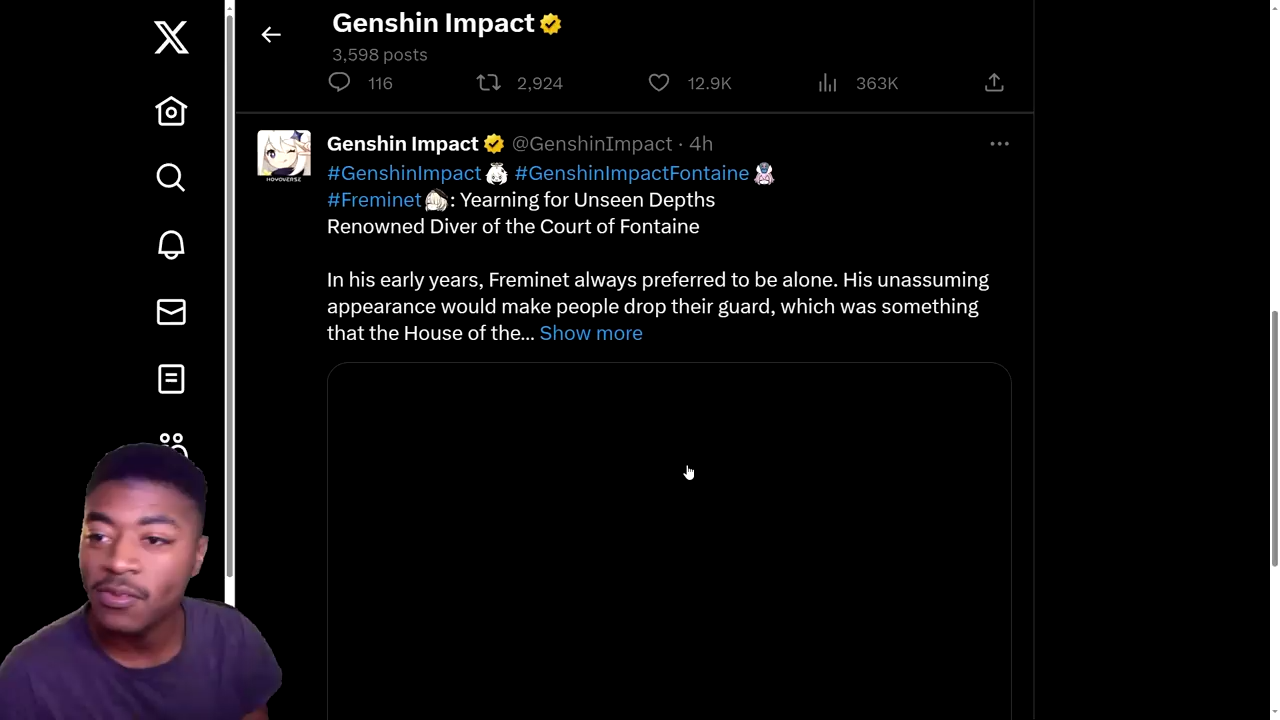 Genshin Impact
3,598 posts
116 2,924 12.9K 363K
Genshin Impact @GenshinImpact · 4h
#GenshinImpact #GenshinImpactFontaine
#Freminet : Yearning for Unseen Depths
Renowned Diver of the Court of Fontaine
In his early years, Freminet always preferred to be alone. His unassuming
appearance would make people drop their guard, which was something
that the House of the... Show more
HOYOVERSE